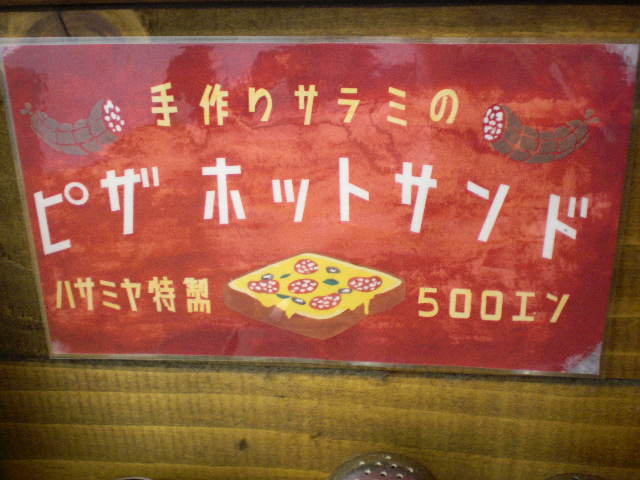 手作りサラミの
ピザ ホットサンド
ハサミヤ特製
500エン